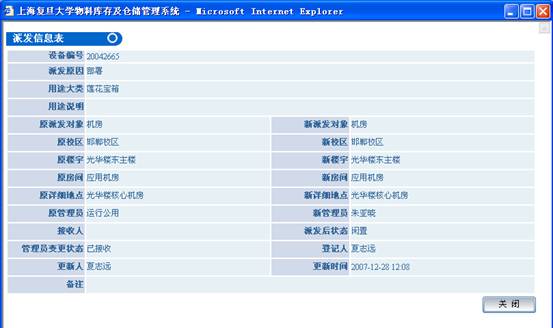 上海复旦大学物料库存及仓储管理系统 - Microsoft Internet Explorer
派发信息表
设备编号 20042665
派发原因 部署
用途大类 莲花宝箱
用途说明
原派发对象 机房 新派发对象 机房
原校区 邯郸校区 新校区 邯郸校区
原楼宇 光华楼东主楼 新楼宇 光华楼东主楼
原房间 应用机房 新房间 应用机房
原详细地点 光华楼核心机房 新详细地点 光华楼核心机房
原管理员 运行公用 新管理员 朱亚皖
接收人 派发后状态 闲置
管理员变更状态 已接收 登记人 夏志远
更新人 夏志远 更新时间 2007-12-28 12:08
备注
关 闭